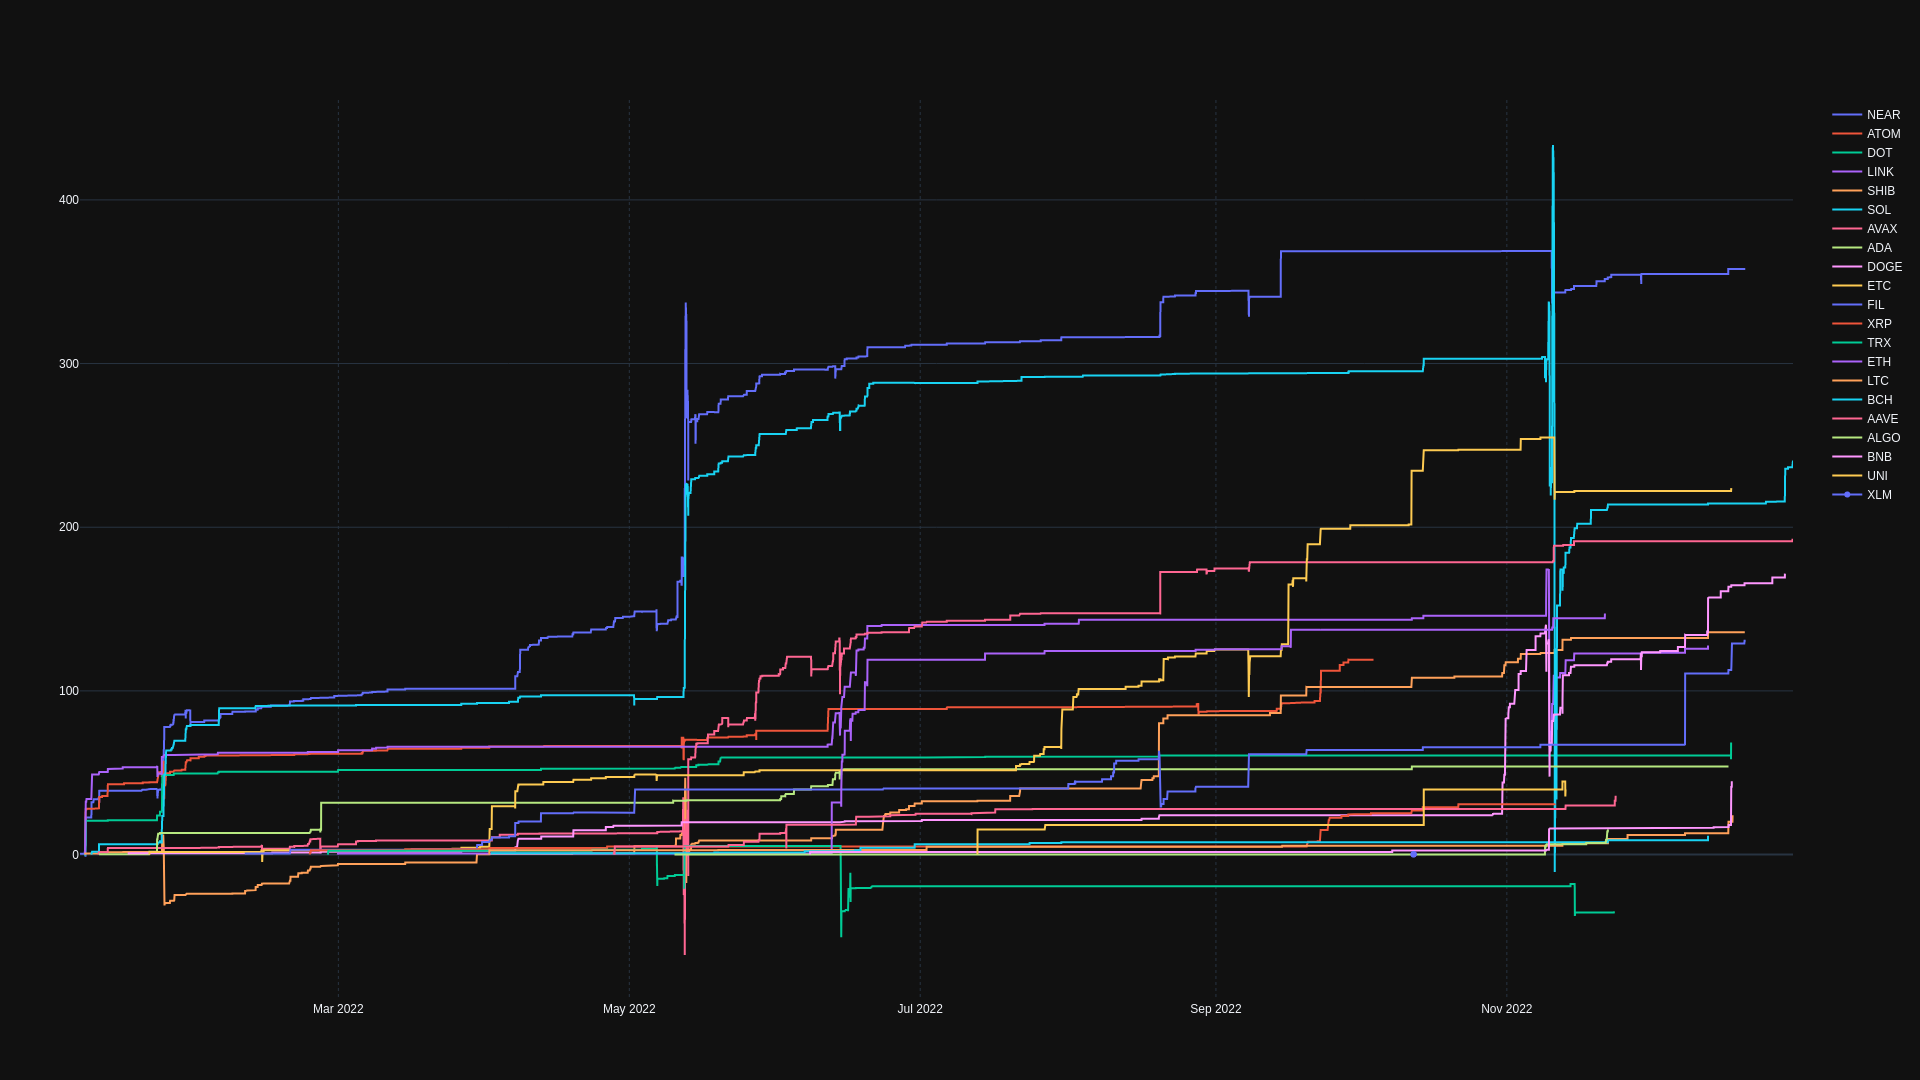 400
300
200
100
0
Mar 2022
May 2022
Jul 2022
Sep 2022
Nov 2022
NEAR
ATOM
DOT
LINK
SHIB
SOL
AVAX
ADA
DOGE
ETC
FIL
XRP
TRX
ETH
LTC
BCH
AAVE
ALGO
BNB
UNI
XLM